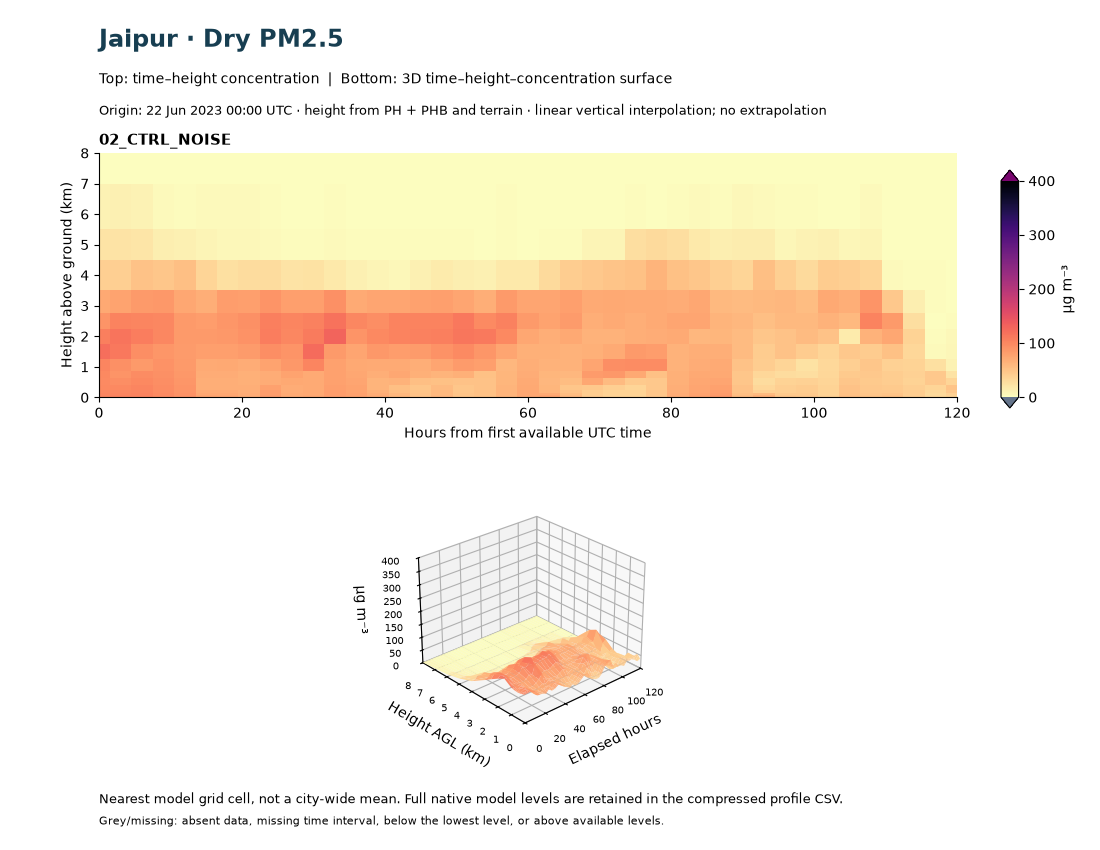 Jaipur · Dry PM2.5
Top: time–height concentration | Bottom: 3D time–height–concentration surface
Origin: 22 Jun 2023 00:00 UTC · height from PH + PHB and terrain · linear vertical interpolation; no extrapolation
02_CTRL_NOISE
8
7
6
5
4
3
2
1
0
Height above ground (km)
0 20 40 60 80 100 120
Hours from first available UTC time
400
300
200
100
0
µg m⁻³
400
350
300
250
200
150
100
50
0
µg m⁻³
8 7 6 5 4 3 2 1 0
Height AGL (km)
0 20 40 60 80 100 120
Elapsed hours
Nearest model grid cell, not a city-wide mean. Full native model levels are retained in the compressed profile CSV.
Grey/missing: absent data, missing time interval, below the lowest level, or above available levels.